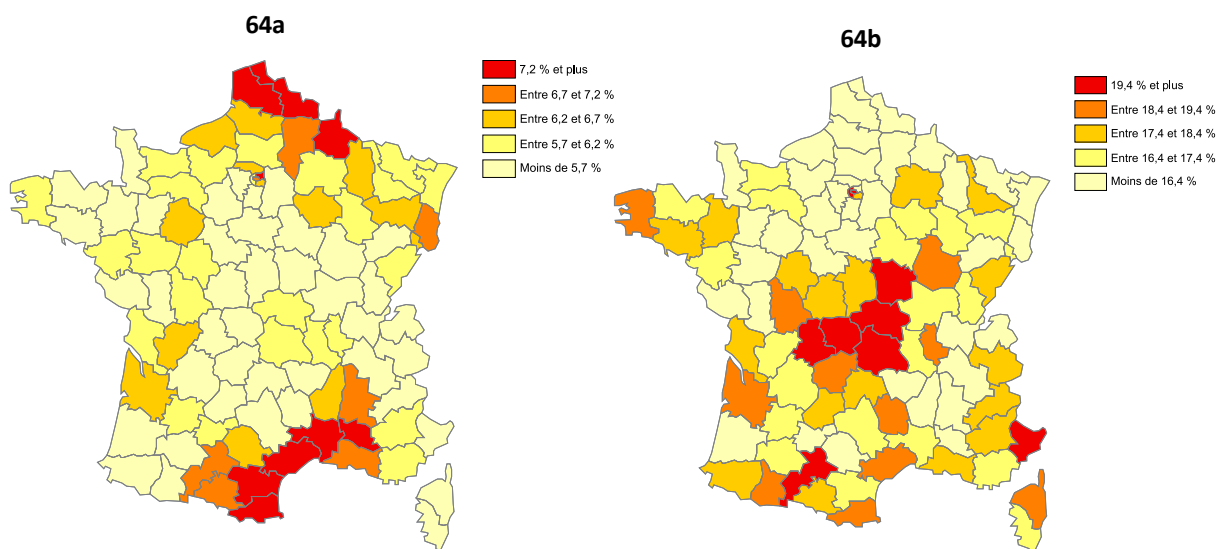 64a
7,2 % et plus
Entre 6,7 et 7,2 %
Entre 6,2 et 6,7 %
Entre 5,7 et 6,2 %
Moins de 5,7 %
64b
19,4 % et plus
Entre 18,4 et 19,4 %
Entre 17,4 et 18,4 %
Entre 16,4 et 17,4 %
Moins de 16,4 %